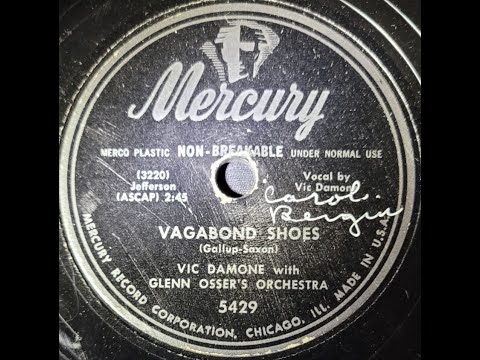 Mercury
MERCO PLASTIC NON-BREAKABLE UNDER NORMAL USE
(3220)
Jefferson
(ASCAP) 2:45
Vocal by
Vic Damone
Carol
Bergin
VAGABOND SHOES
(Gallup-Saxon)
VIC DAMONE with
GLENN OSSER'S ORCHESTRA
5429
MERCURY RECORD CORPORATION, CHICAGO, ILL. MADE IN U.S.A.